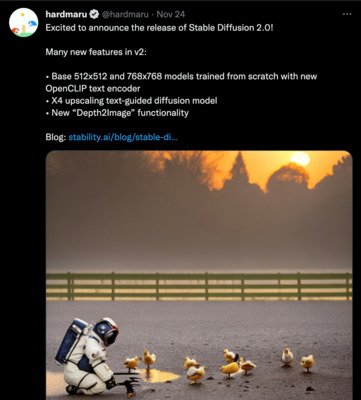 hardmaru @hardmaru · Nov 24
Excited to announce the release of Stable Diffusion 2.0!
Many new features in v2:
• Base 512x512 and 768x768 models trained from scratch with new
OpenCLIP text encoder
• X4 upscaling text-guided diffusion model
• New “Depth2Image” functionality
Blog: stability.ai/blog/stable-di...